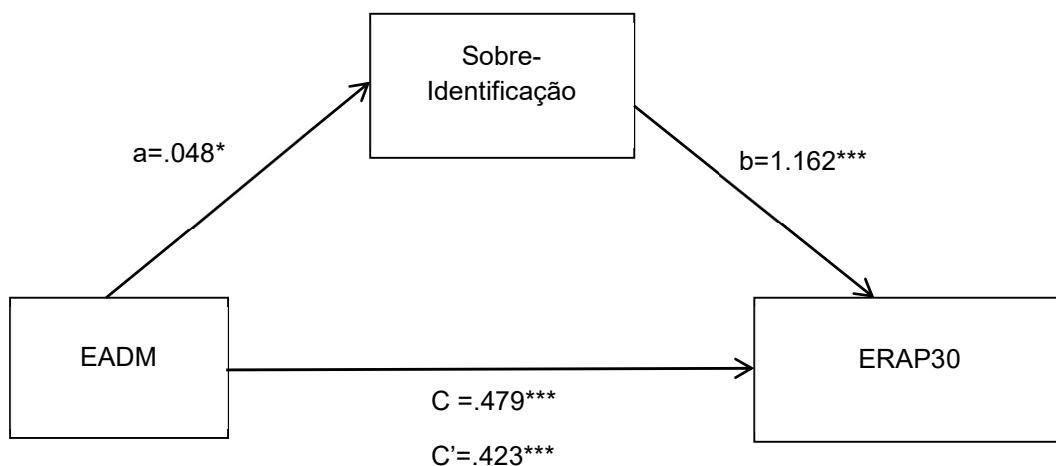 Sobre-
Identificação
a=.048*
b=1.162***
EADM
ERAP30
C =.479***
C’=.423***